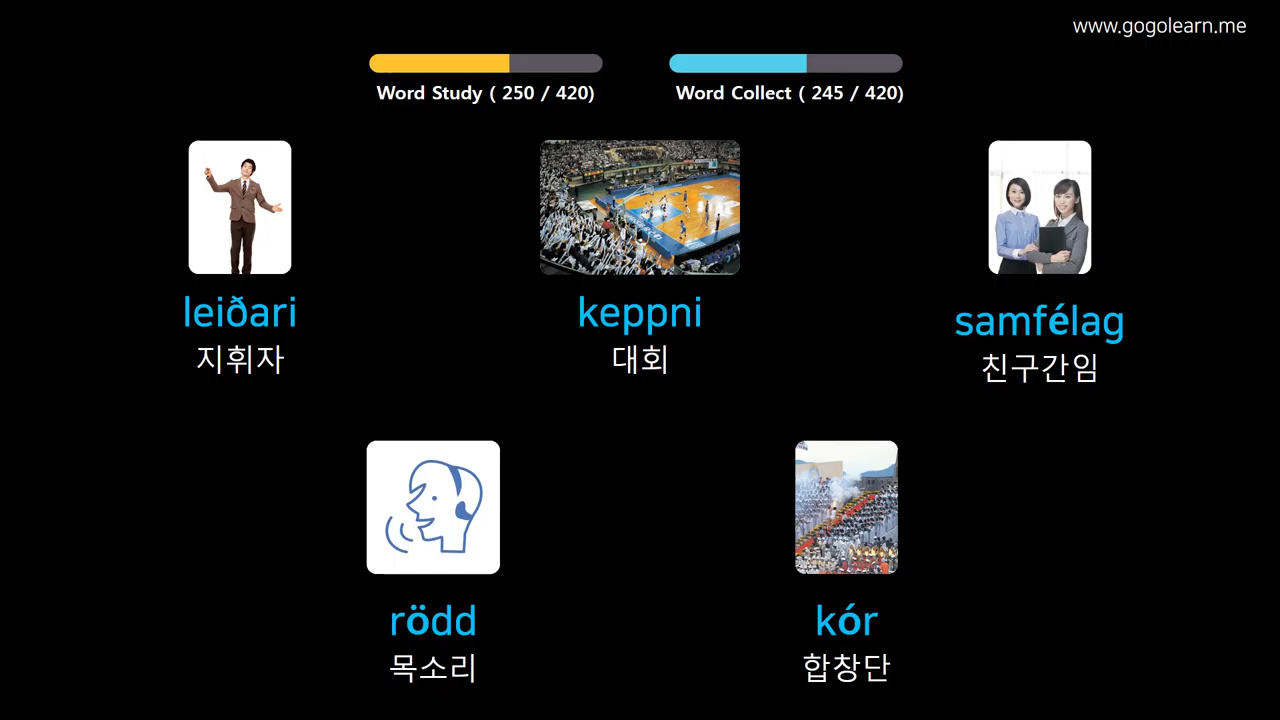 www.gogolearn.me
Word Study ( 250 / 420)
Word Collect ( 245 / 420)
leiðari
지휘자
keppni
대회
samfélag
친구간임
rödd
목소리
kór
합창단